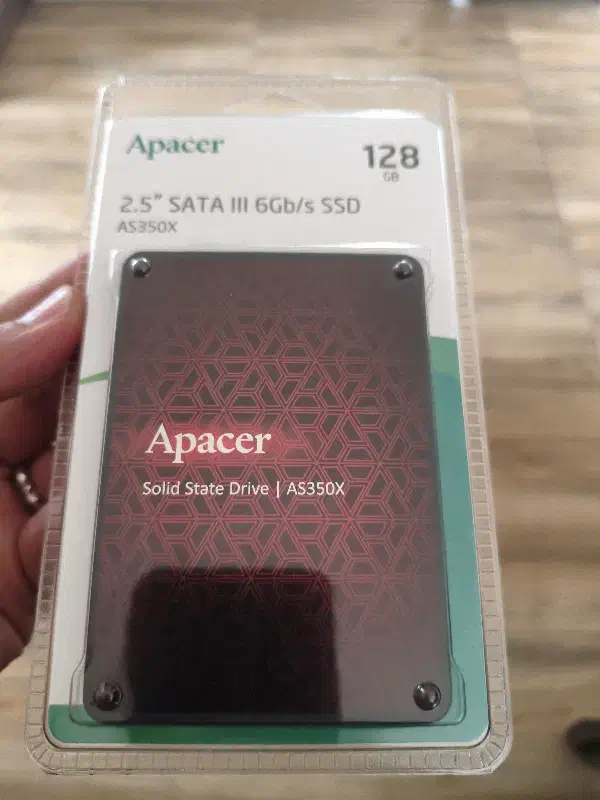 Apacer
128
GB
2.5" SATA III 6Gb/s SSD
AS350X
Apacer
Solid State Drive | AS350X